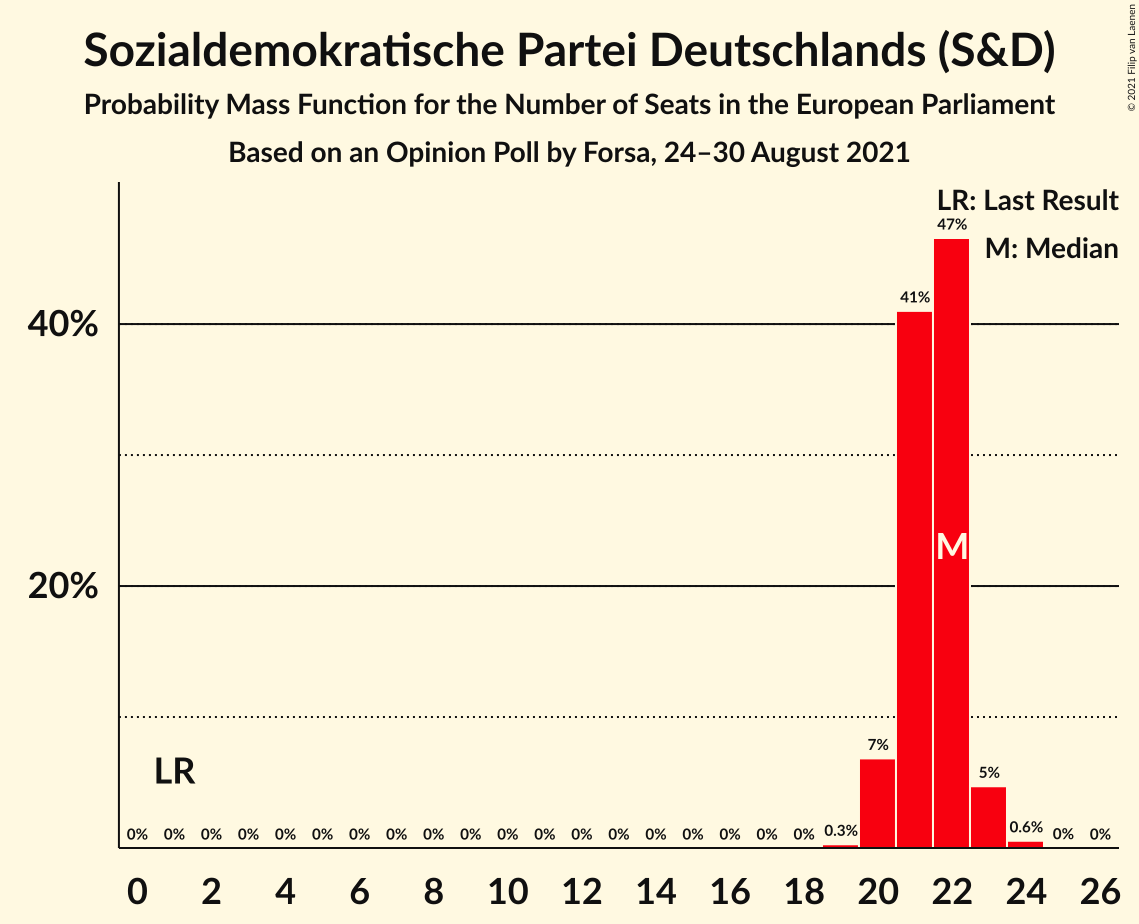 Sozialdemokratische Partei Deutschlands (S&D)
Probability Mass Function for the Number of Seats in the European Parliament
Based on an Opinion Poll by Forsa, 24–30 August 2021
© 2021 Filip van Laenen
LR: Last Result
M: Median
47%
41%
40%
M
20%
7%
5%
LR
0% 0% 0% 0% 0% 0% 0% 0% 0% 0% 0% 0% 0% 0% 0% 0% 0% 0% 0% 0.3% 0.6% 0% 0%
0 2 4 6 8 10 12 14 16 18 20 22 24 26